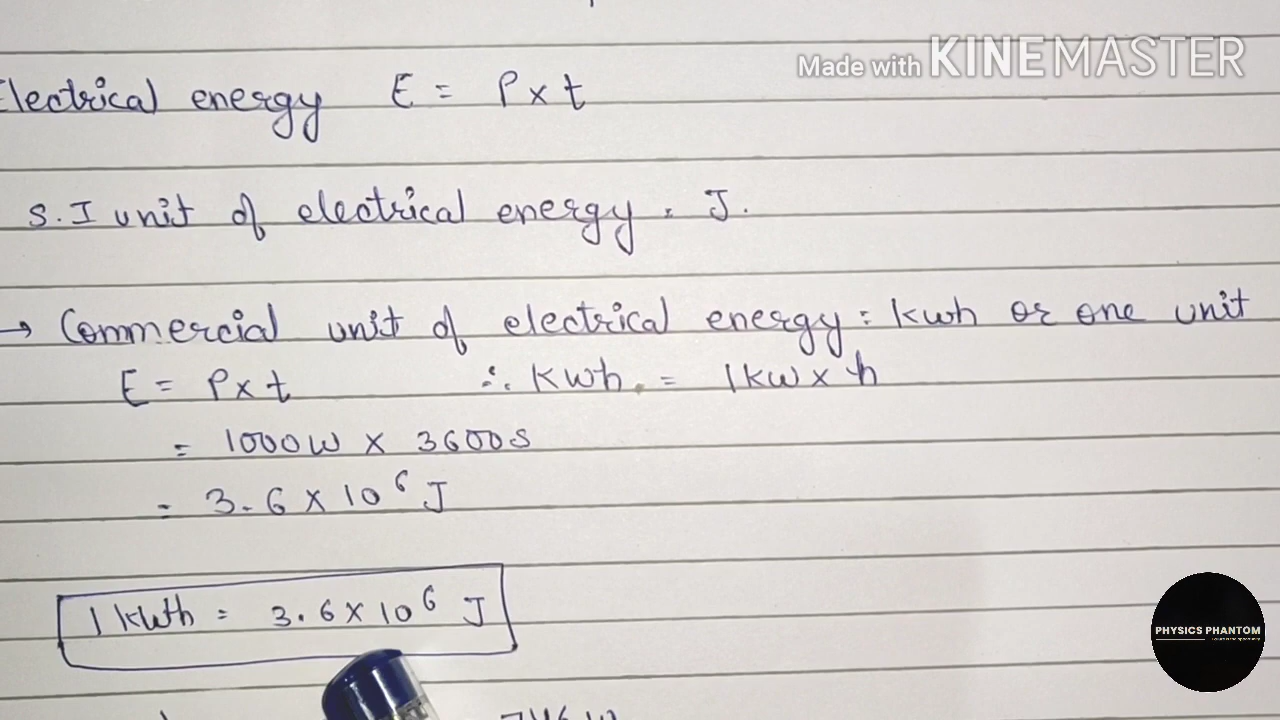 Made with KINEMASTER
Electrical energy E = P x t
S.I unit of electrical energy = J.
→ Commercial unit of electrical energy = kwh or one unit
E = P x t ∴ kwh = 1kw x h
= 1000w x 3600s
= 3.6 x 10⁶ J
1 kwh = 3.6 x 10⁶ J
PHYSICS PHANTOM